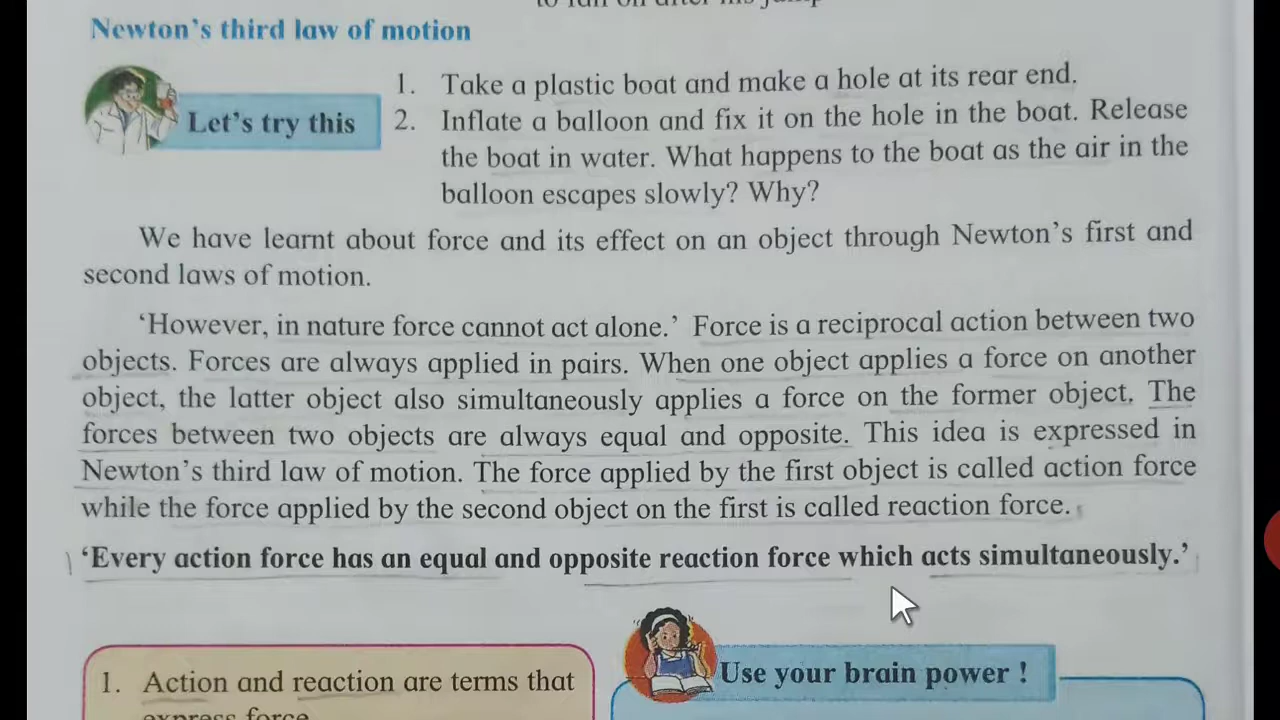 to run on after his jump
Newton's third law of motion
Let's try this
1. Take a plastic boat and make a hole at its rear end.
2. Inflate a balloon and fix it on the hole in the boat. Release
the boat in water. What happens to the boat as the air in the
balloon escapes slowly? Why?
We have learnt about force and its effect on an object through Newton's first and
second laws of motion.
'However, in nature force cannot act alone.' Force is a reciprocal action between two
objects. Forces are always applied in pairs. When one object applies a force on another
object, the latter object also simultaneously applies a force on the former object. The
forces between two objects are always equal and opposite. This idea is expressed in
Newton's third law of motion. The force applied by the first object is called action force
while the force applied by the second object on the first is called reaction force.
'Every action force has an equal and opposite reaction force which acts simultaneously.'
1. Action and reaction are terms that
express force.
Use your brain power !